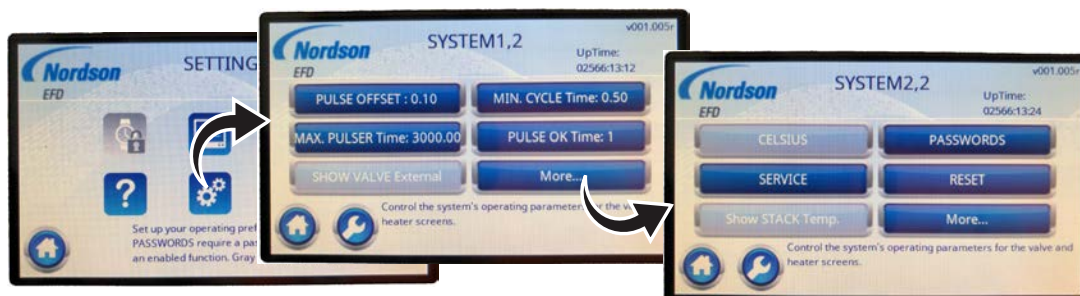 Nordson
EFD
SETTING
?
Set up your operating pref
PASSWORDS require a pas
an enabled function. Gray
v001.005r
Nordson
EFD
SYSTEM1,2
UpTime:
02566:13:12
PULSE OFFSET : 0.10
MIN. CYCLE Time: 0.50
MAX. PULSER Time: 3000.00
PULSE OK Time: 1
SHOW VALVE External
More...
Control the system's operating parameters for the
heater screens.
v001.005r
Nordson
EFD
SYSTEM2,2
UpTime:
02566:13:24
CELSIUS
PASSWORDS
SERVICE
RESET
Show STACK Temp.
More...
Control the system's operating parameters for the valve and
heater screens.